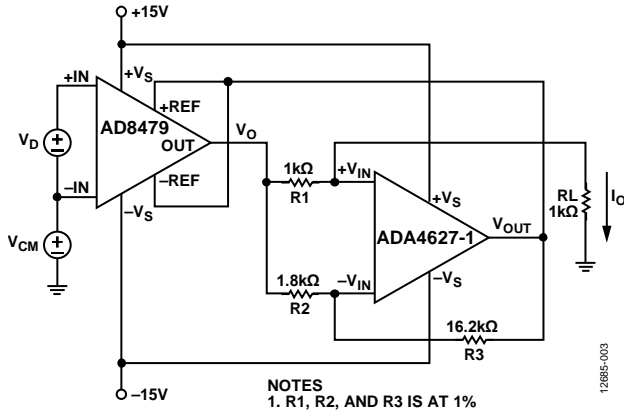 +15V
+VS
+IN
+REF
AD8479
OUT
VO
VD
–IN
–REF
–VS
VCM
1kΩ
R1
+VIN
+VS
RL
1kΩ
IO
ADA4627-1
VOUT
1.8kΩ
R2
–VIN
–VS
16.2kΩ
R3
–15V
NOTES
1. R1, R2, AND R3 IS AT 1%
12685-003